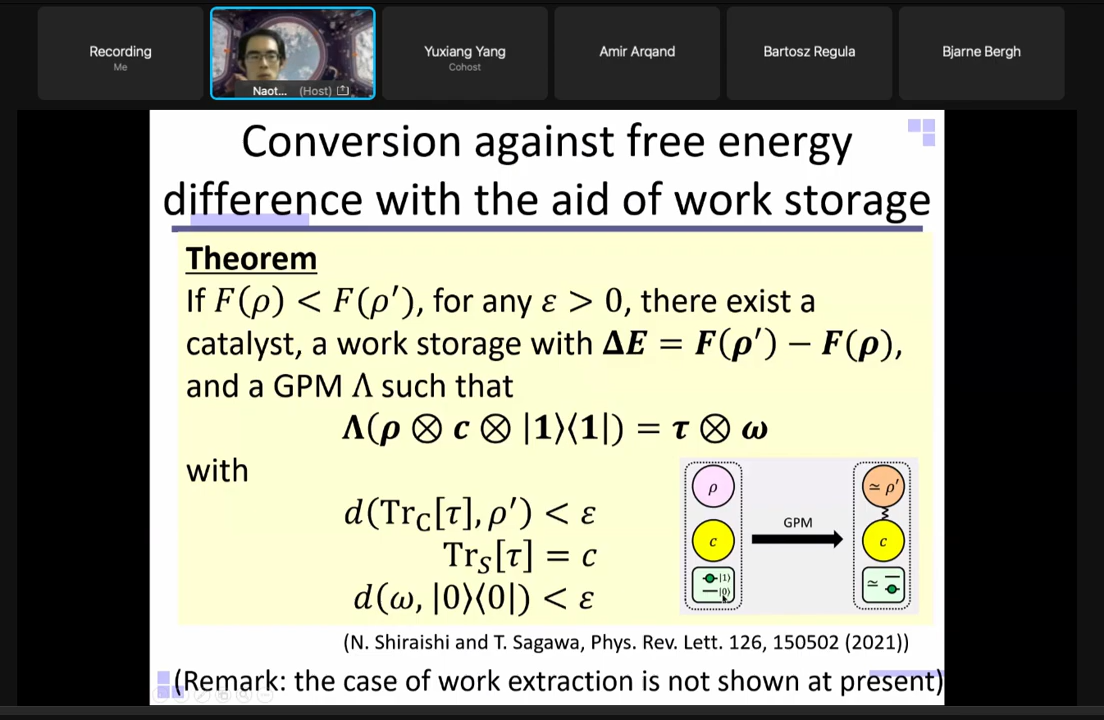 Recording
Me
Naot... (Host)
Yuxiang Yang
Cohost
Amir Arqand
Bartosz Regula
Bjarne Bergh
Conversion against free energy
difference with the aid of work storage
Theorem
If F(ρ) < F(ρ′), for any ε > 0, there exist a
catalyst, a work storage with ΔE = F(ρ′) − F(ρ),
and a GPM Λ such that
Λ(ρ ⊗ c ⊗ |1⟩⟨1|) = τ ⊗ ω
with
d(Tr_C[τ], ρ′) < ε
Tr_S[τ] = c
d(ω, |0⟩⟨0|) < ε
ρ
c
|1⟩
|0⟩
GPM
≃ ρ′
c
≃
(N. Shiraishi and T. Sagawa, Phys. Rev. Lett. 126, 150502 (2021))
(Remark: the case of work extraction is not shown at present)